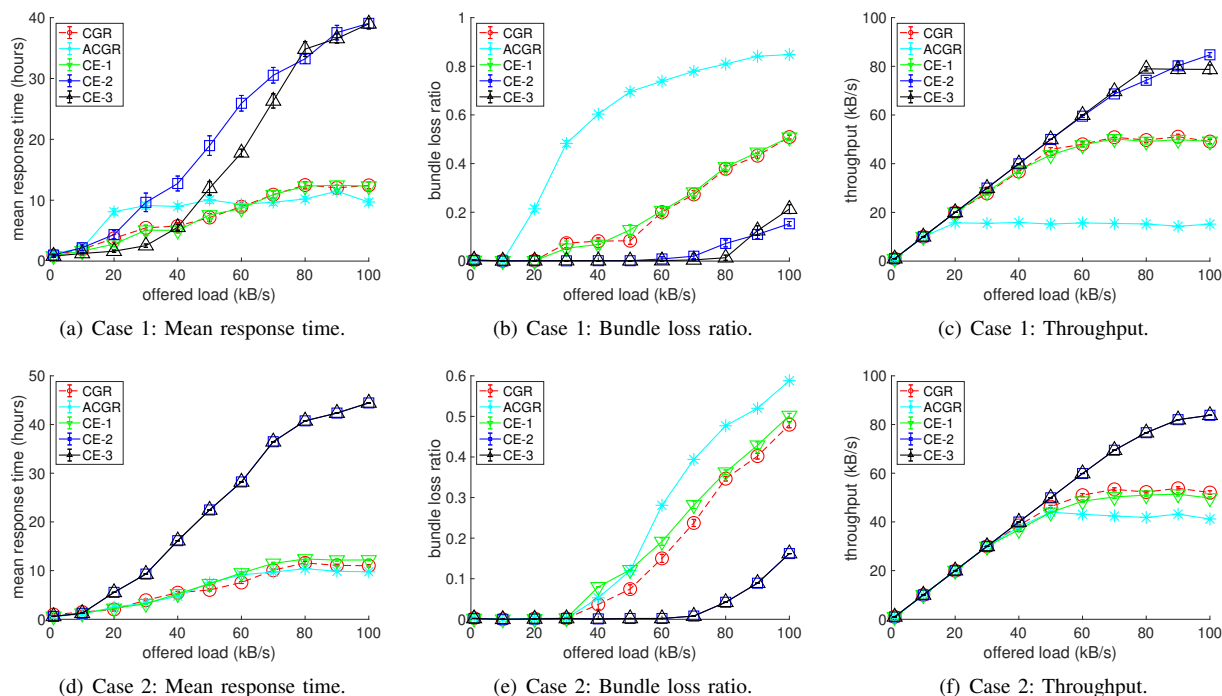 40
30
20
10
0
mean response time (hours)
CGR
ACGR
CE-1
CE-2
CE-3
0 20 40 60 80 100
offered load (kB/s)
(a) Case 1: Mean response time.
1
0.8
0.6
0.4
0.2
0
bundle loss ratio
CGR
ACGR
CE-1
CE-2
CE-3
0 20 40 60 80 100
offered load (kB/s)
(b) Case 1: Bundle loss ratio.
100
80
60
40
20
0
throughput (kB/s)
CGR
ACGR
CE-1
CE-2
CE-3
0 20 40 60 80 100
offered load (kB/s)
(c) Case 1: Throughput.
50
40
30
20
10
0
mean response time (hours)
CGR
ACGR
CE-1
CE-2
CE-3
0 20 40 60 80 100
offered load (kB/s)
(d) Case 2: Mean response time.
0.6
0.5
0.4
0.3
0.2
0.1
0
bundle loss ratio
CGR
ACGR
CE-1
CE-2
CE-3
0 20 40 60 80 100
offered load (kB/s)
(e) Case 2: Bundle loss ratio.
100
80
60
40
20
0
throughput (kB/s)
CGR
ACGR
CE-1
CE-2
CE-3
0 20 40 60 80 100
offered load (kB/s)
(f) Case 2: Throughput.